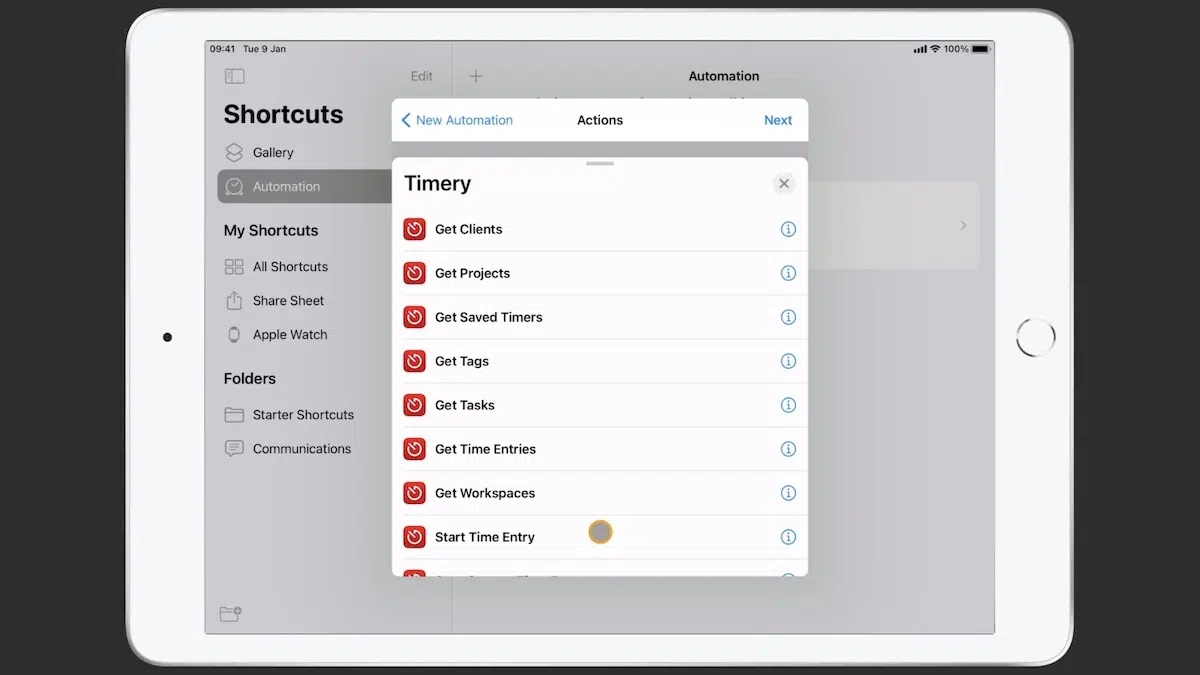 09:41 Tue 9 Jan
100%
Edit
Automation
Shortcuts
Gallery
Automation
My Shortcuts
All Shortcuts
Share Sheet
Apple Watch
Folders
Starter Shortcuts
Communications
New Automation
Actions
Next
Timery
Get Clients
Get Projects
Get Saved Timers
Get Tags
Get Tasks
Get Time Entries
Get Workspaces
Start Time Entry